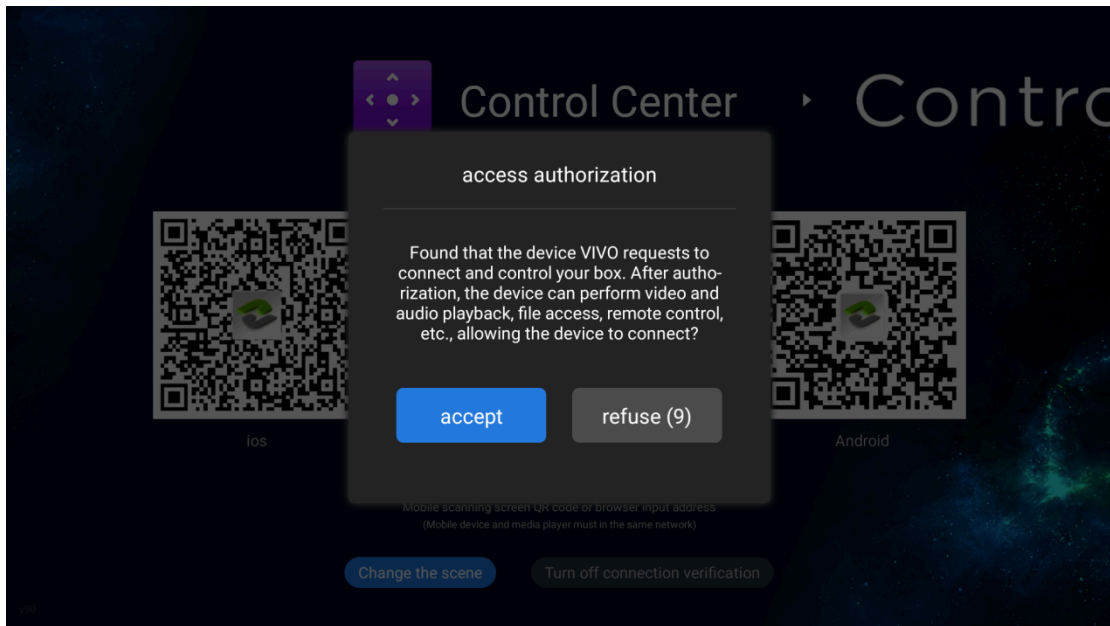 Control Center
Contro
access authorization
Found that the device VIVO requests to
connect and control your box. After autho-
rization, the device can perform video and
audio playback, file access, remote control,
etc., allowing the device to connect?
accept
refuse (9)
ios
Android
Mobile scanning screen QR code or browser input address
(Mobile device and media player must in the same network)
Change the scene
Turn off connection verification